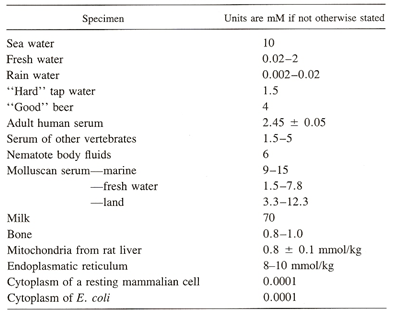 Specimen Units are mM if not otherwise stated
Sea water 10
Fresh water 0.02–2
Rain water 0.002–0.02
"Hard" tap water 1.5
"Good" beer 4
Adult human serum 2.45 ± 0.05
Serum of other vertebrates 1.5–5
Nematote body fluids 6
Molluscan serum—marine 9–15
—fresh water 1.5–7.8
—land 3.3–12.3
Milk 70
Bone 0.8–1.0
Mitochondria from rat liver 0.8 ± 0.1 mmol/kg
Endoplasmatic reticulum 8–10 mmol/kg
Cytoplasm of a resting mammalian cell 0.0001
Cytoplasm of E. coli 0.0001